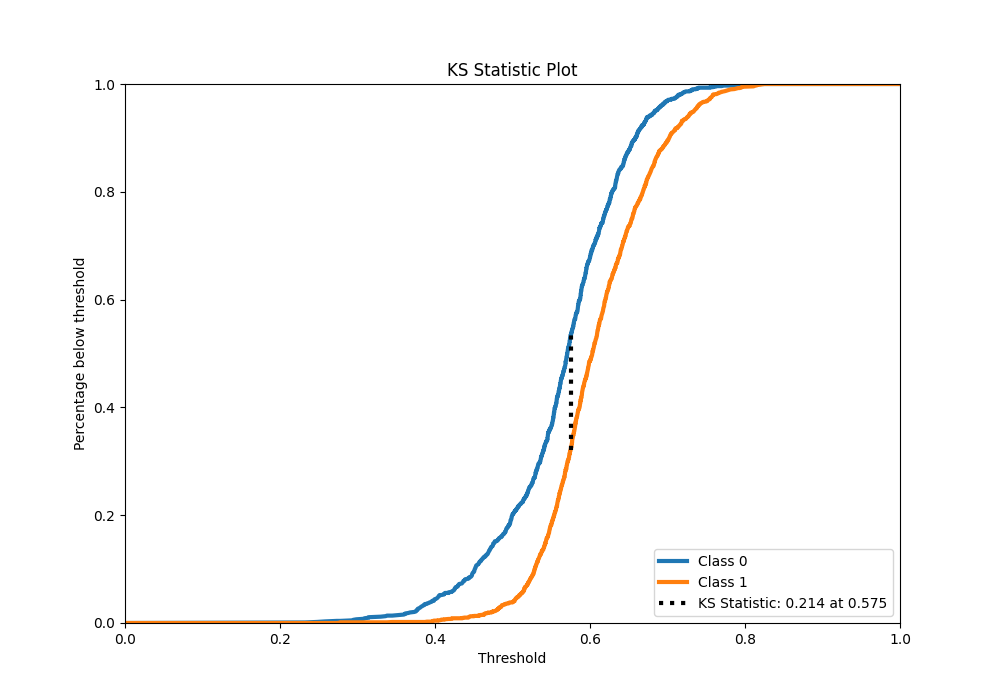 KS Statistic Plot
1.0
0.8
0.6
0.4
0.2
0.0
Percentage below threshold
0.0 0.2 0.4 0.6 0.8 1.0
Threshold
Class 0
Class 1
KS Statistic: 0.214 at 0.575